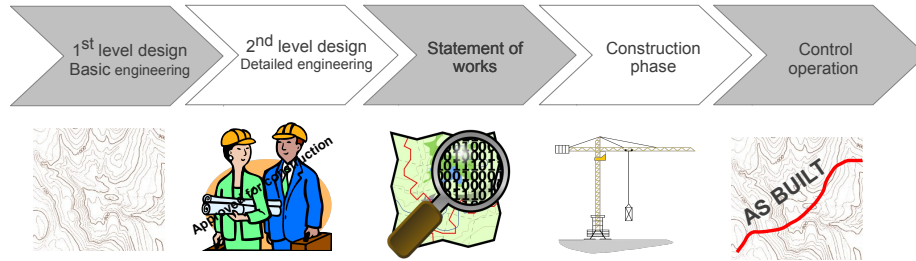 1st level design
Basic engineering
2nd level design
Detailed engineering
Statement of
works
Construction
phase
Control
operation
Approved for construction
AS BUILT